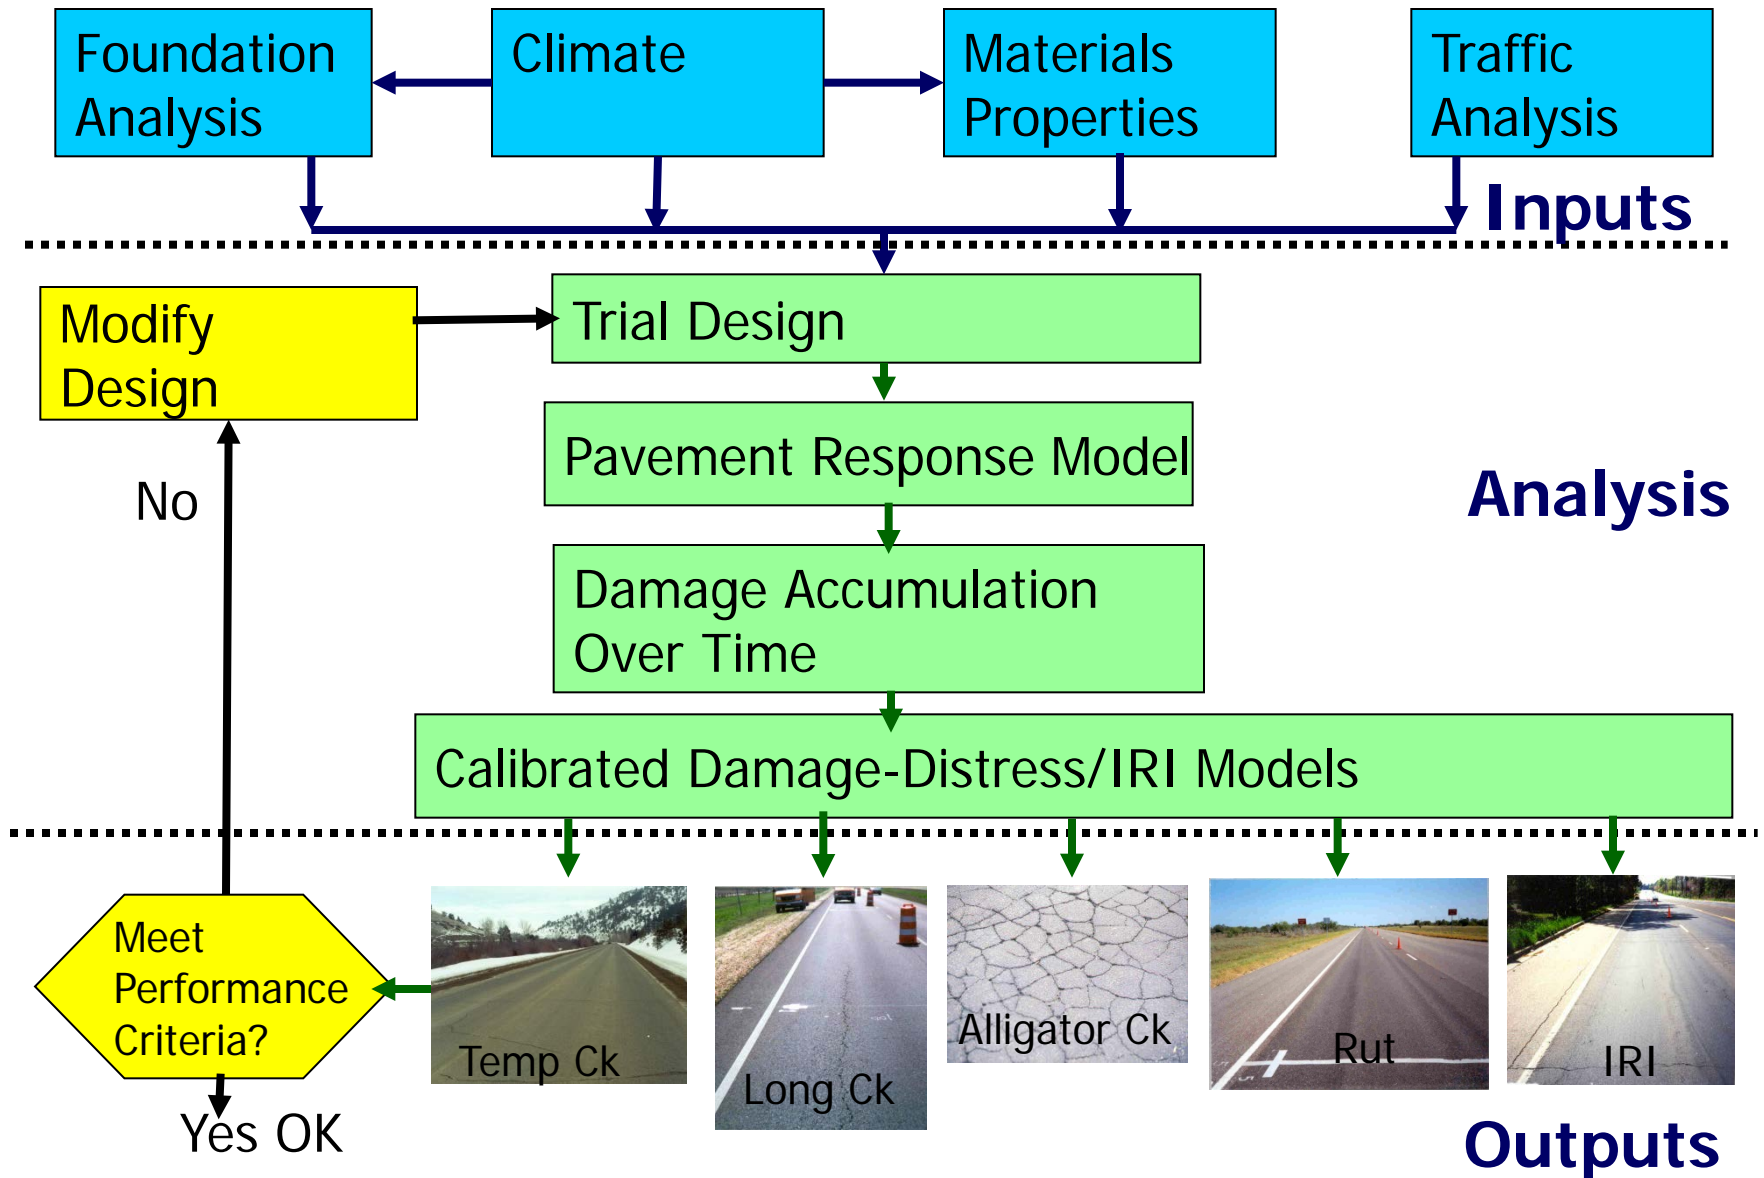 Foundation
Analysis
Climate
Materials
Properties
Traffic
Analysis
Inputs
Modify
Design
Trial Design
Pavement Response Model
No
Analysis
Damage Accumulation
Over Time
Calibrated Damage-Distress/IRI Models
Meet
Performance
Criteria?
Temp Ck
Long Ck
Alligator Ck
Rut
IRI
Yes OK
Outputs